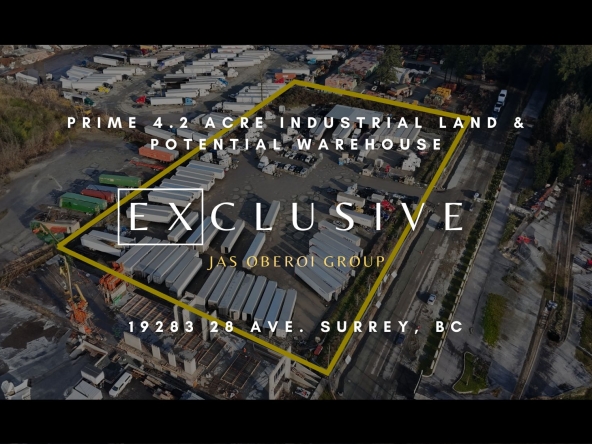 PRIME 4.2 ACRE INDUSTRIAL LAND &
POTENTIAL WAREHOUSE
EXCLUSIVE
JAS OBEROI GROUP
19283 28 AVE. SURREY, BC